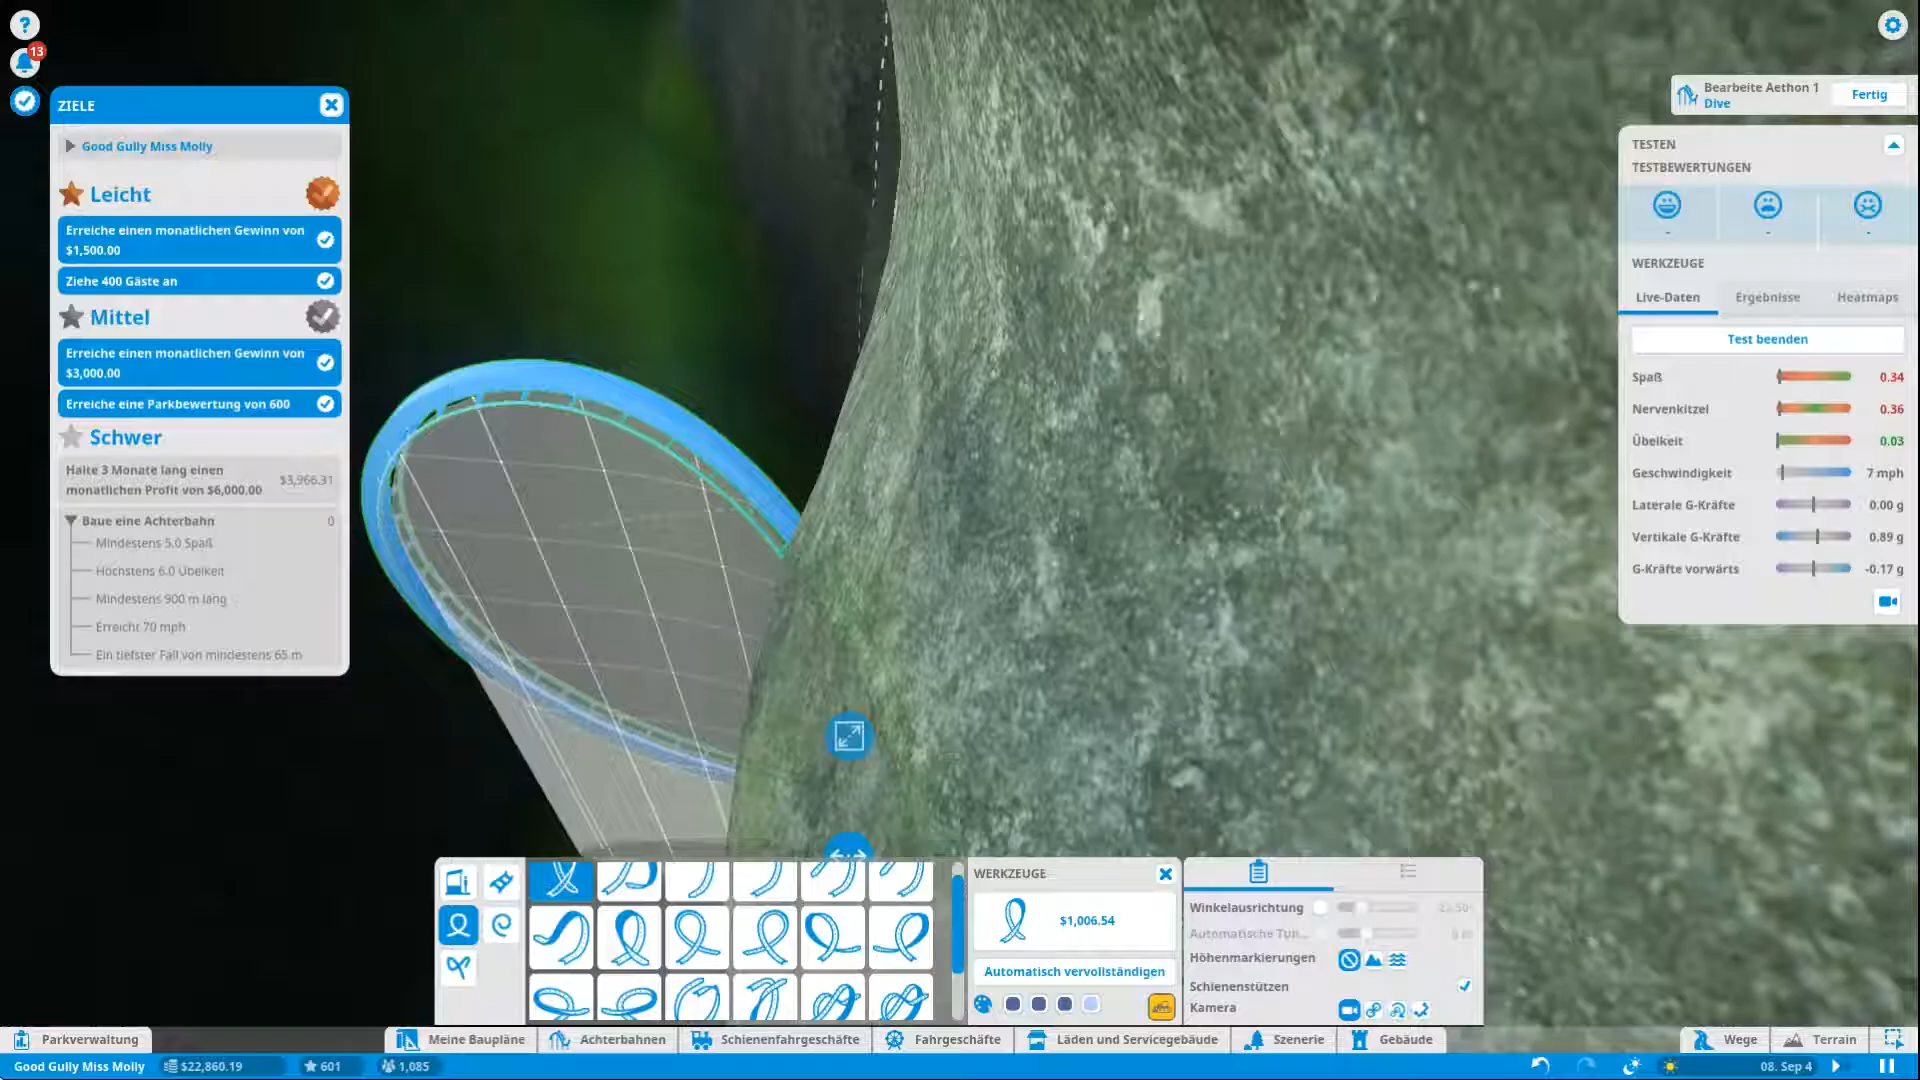 ?
13
ZIELE
Good Gully Miss Molly
Leicht
Erreiche einen monatlichen Gewinn von
$1,500.00
Ziehe 400 Gäste an
Mittel
Erreiche einen monatlichen Gewinn von
$3,000.00
Erreiche eine Parkbewertung von 600
Schwer
Halte 3 Monate lang einen
monatlichen Profit von $6,000.00
$3,966.31
Baue eine Achterbahn
0
Mindestens 5.0 Spaß
Höchstens 6.0 Übelkeit
Mindestens 900 m lang
Erreicht 70 mph
Ein tiefster Fall von mindestens 65 m
Bearbeite Aethon 1
Dive
Fertig
TESTEN
TESTBEWERTUNGEN
- - -
WERKZEUGE
Live-Daten Ergebnisse Heatmaps
Test beenden
Spaß 0.34
Nervenkitzel 0.36
Übelkeit 0.03
Geschwindigkeit 7 mph
Laterale G-Kräfte 0.00 g
Vertikale G-Kräfte 0.89 g
G-Kräfte vorwärts -0.17 g
WERKZEUGE
$1,006.54
Automatisch vervollständigen
Winkelausrichtung
Automatische Tun...
Höhenmarkierungen
Schienenstützen
Kamera
Parkverwaltung
Meine Baupläne
Achterbahnen
Schienenfahrgeschäfte
Fahrgeschäfte
Läden und Servicegebäude
Szenerie
Gebäude
Wege
Terrain
Good Gully Miss Molly
$22,860.19
601
1,085
08. Sep 4